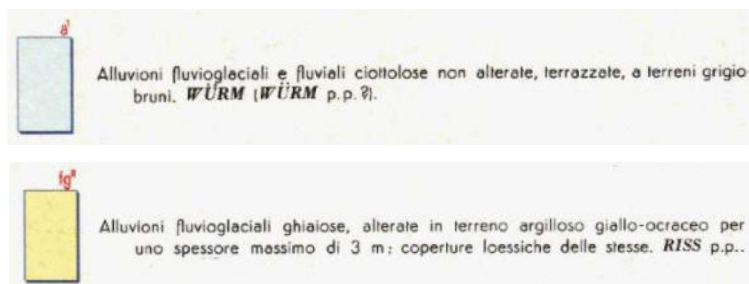 a¹
Alluvioni fluvioglaciali e fluviali ciottolose non alterate, terrazzate, a terreni grigio-
bruni. WÜRM (WÜRM p.p.?).
fgᴿ
Alluvioni fluvioglaciali ghiaiose, alterate in terreno argilloso giallo-ocraceo per
uno spessore massimo di 3 m; coperture loessiche delle stesse. RISS p.p..